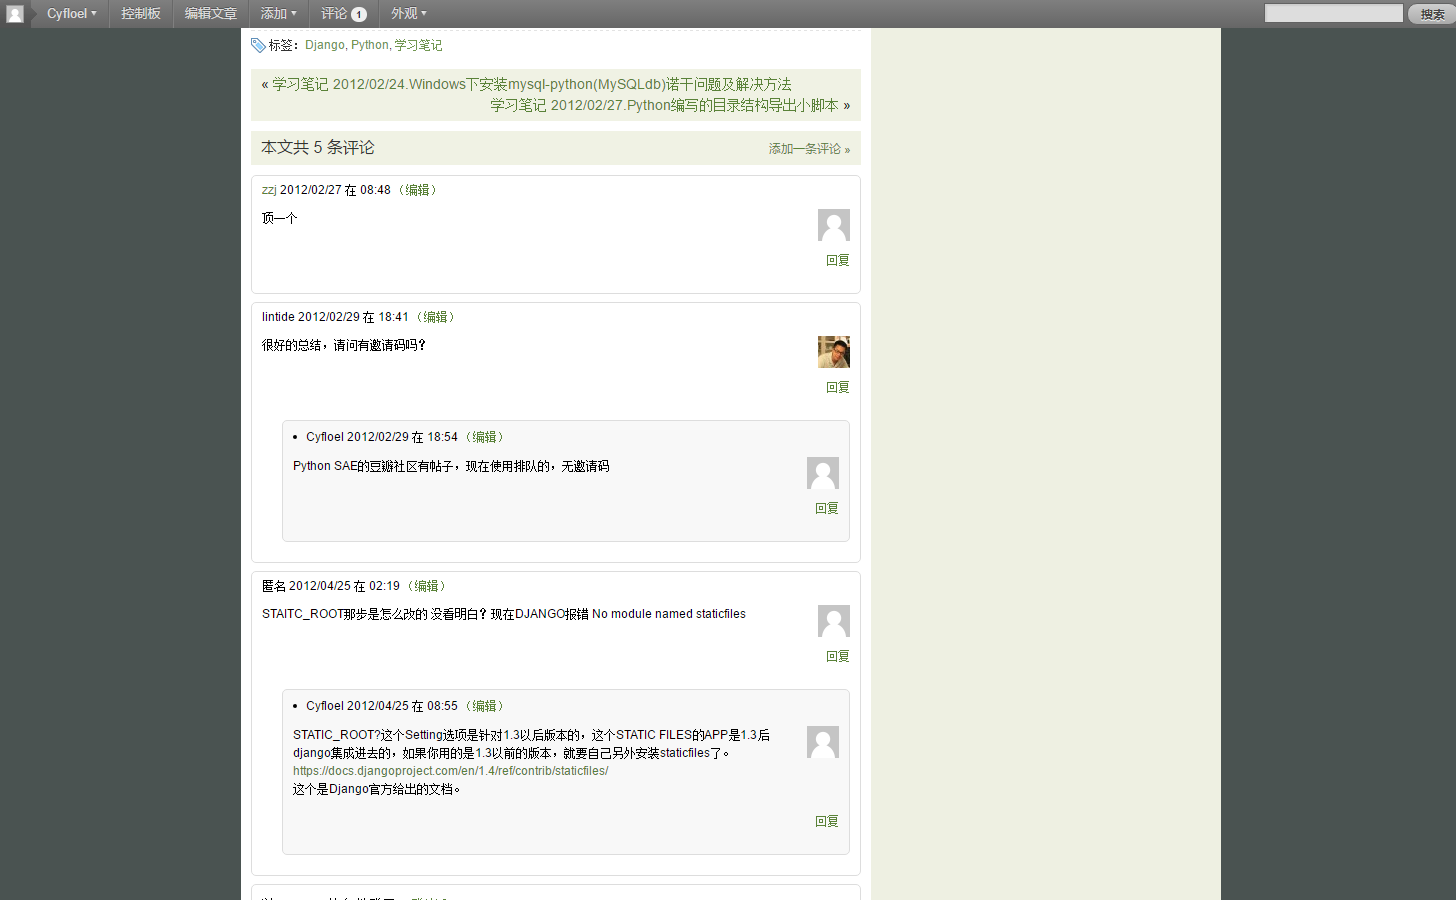 Cyfloel 控制板 编辑文章 添加 评论 1 外观 搜索
标签：Django, Python, 学习笔记
« 学习笔记 2012/02/24.Windows下安装mysql-python(MySQLdb)诺干问题及解决方法
学习笔记 2012/02/27.Python编写的目录结构导出小脚本 »
本文共 5 条评论 添加一条评论 »
zzj 2012/02/27 在 08:48 （编辑）
顶一个
回复
lintide 2012/02/29 在 18:41 （编辑）
很好的总结，请问有邀请码吗？
回复
• Cyfloel 2012/02/29 在 18:54 （编辑）
Python SAE的豆瓣社区有帖子，现在使用排队的，无邀请码
回复
匿名 2012/04/25 在 02:19 （编辑）
STAITC_ROOT那步是怎么改的 没看明白？现在DJANGO报错 No module named staticfiles
回复
• Cyfloel 2012/04/25 在 08:55 （编辑）
STATIC_ROOT?这个Setting选项是针对1.3以后版本的，这个STATIC FILES的APP是1.3后
django集成进去的，如果你用的是1.3以前的版本，就要自己另外安装staticfiles了。
https://docs.djangoproject.com/en/1.4/ref/contrib/staticfiles/
这个是Django官方给出的文档。
回复